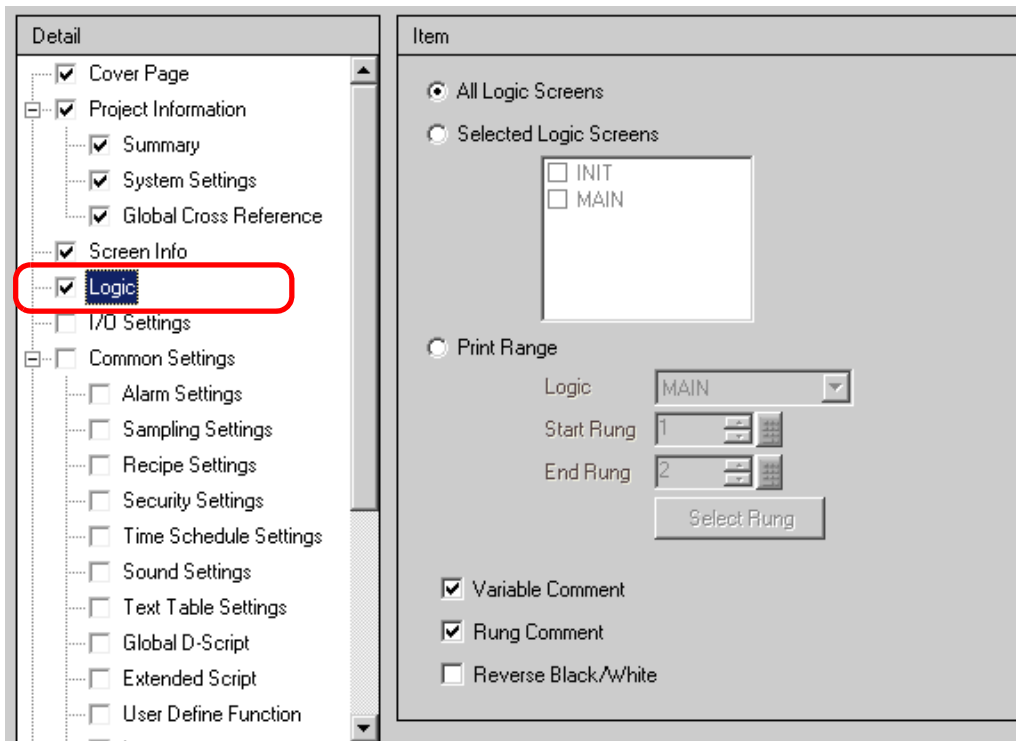 Detail
Cover Page
Project Information
Summary
System Settings
Global Cross Reference
Screen Info
Logic
I/O Settings
Common Settings
Alarm Settings
Sampling Settings
Recipe Settings
Security Settings
Time Schedule Settings
Sound Settings
Text Table Settings
Global D-Script
Extended Script
User Define Function
Item
All Logic Screens
Selected Logic Screens
INIT
MAIN
Print Range
Logic MAIN
Start Rung 1
End Rung 2
Select Rung
Variable Comment
Rung Comment
Reverse Black/White